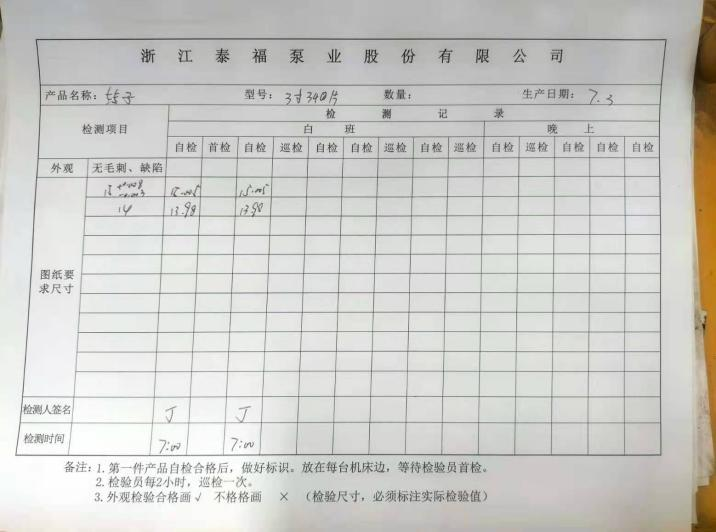 浙江泰福泵业股份有限公司
产品名称：转子 型号：3寸34Q片 数量： 生产日期：7.3
检测项目 检测记录
白班 晚上
自检 首检 自检 巡检 自检 自检 巡检 自检 巡检 自检 巡检 自检 自检 自检
外观 无毛刺、缺陷
15.005
14 13.98 13.98
图纸要求尺寸
检测人签名 J J
检测时间 7:00 7:00
备注：1.第一件产品自检合格后，做好标识。放在每台机床边，等待检验员首检。
2.检验员每2小时，巡检一次。
3.外观检验合格画√ 不格格画 × （检验尺寸，必须标注实际检验值）